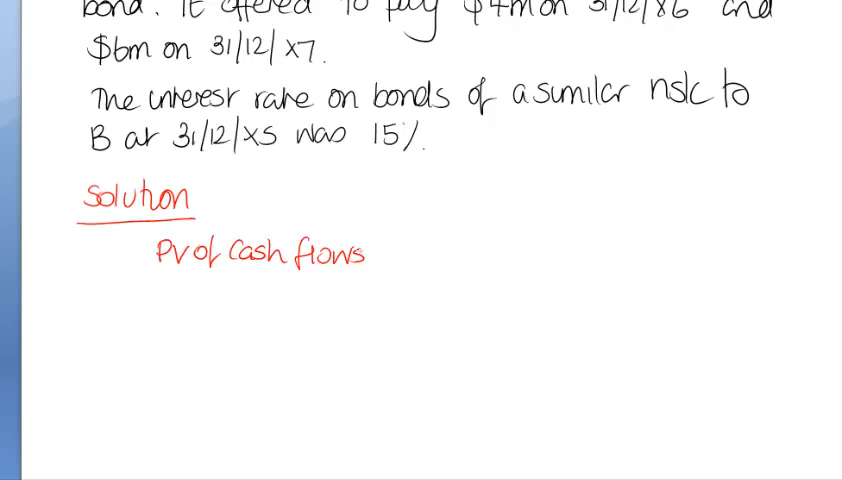 bond. It offered to pay $4m on 31/12/X6 and
$6m on 31/12/X7.
The interest rate on bonds of a similar risk to
B at 31/12/X5 was 15%.
Solution
PV of cash flows